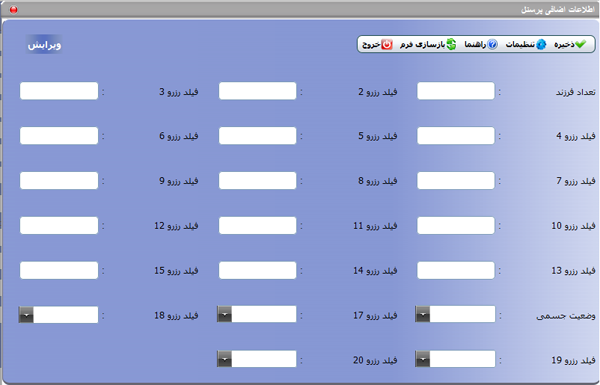 اطلاعات اضافی پرسنل
ذخیره تنظیمات راهنما بازسازی فرم خروج ویرایش
تعداد فرزند : فیلد رزرو 2 : فیلد رزرو 3 :
فیلد رزرو 4 : فیلد رزرو 5 : فیلد رزرو 6 :
فیلد رزرو 7 : فیلد رزرو 8 : فیلد رزرو 9 :
فیلد رزرو 10 : فیلد رزرو 11 : فیلد رزرو 12 :
فیلد رزرو 13 : فیلد رزرو 14 : فیلد رزرو 15 :
وضعیت جسمی : فیلد رزرو 17 : فیلد رزرو 18 :
فیلد رزرو 19 : فیلد رزرو 20 :